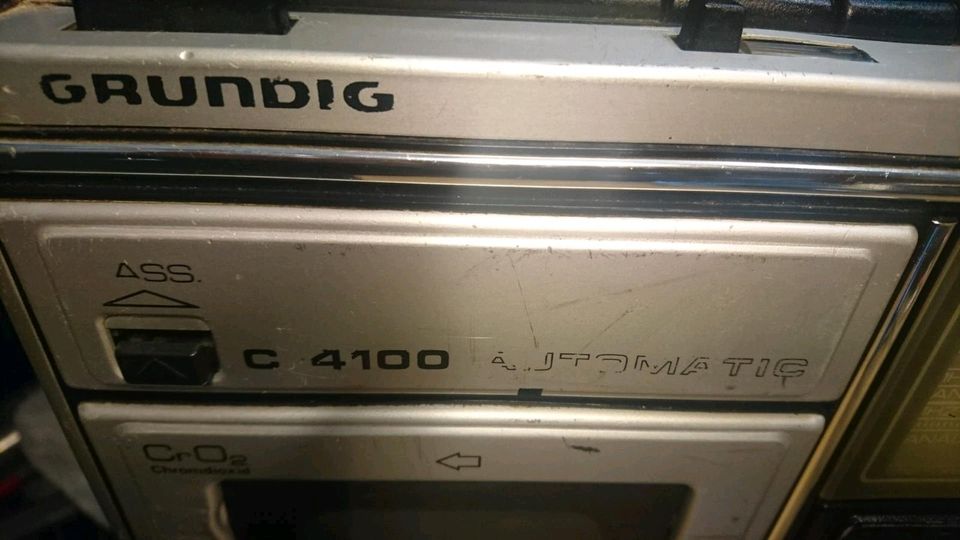 GRUNDIG
ASS.
C 4100 AUTOMATIC
CrO2
Chromdioxid